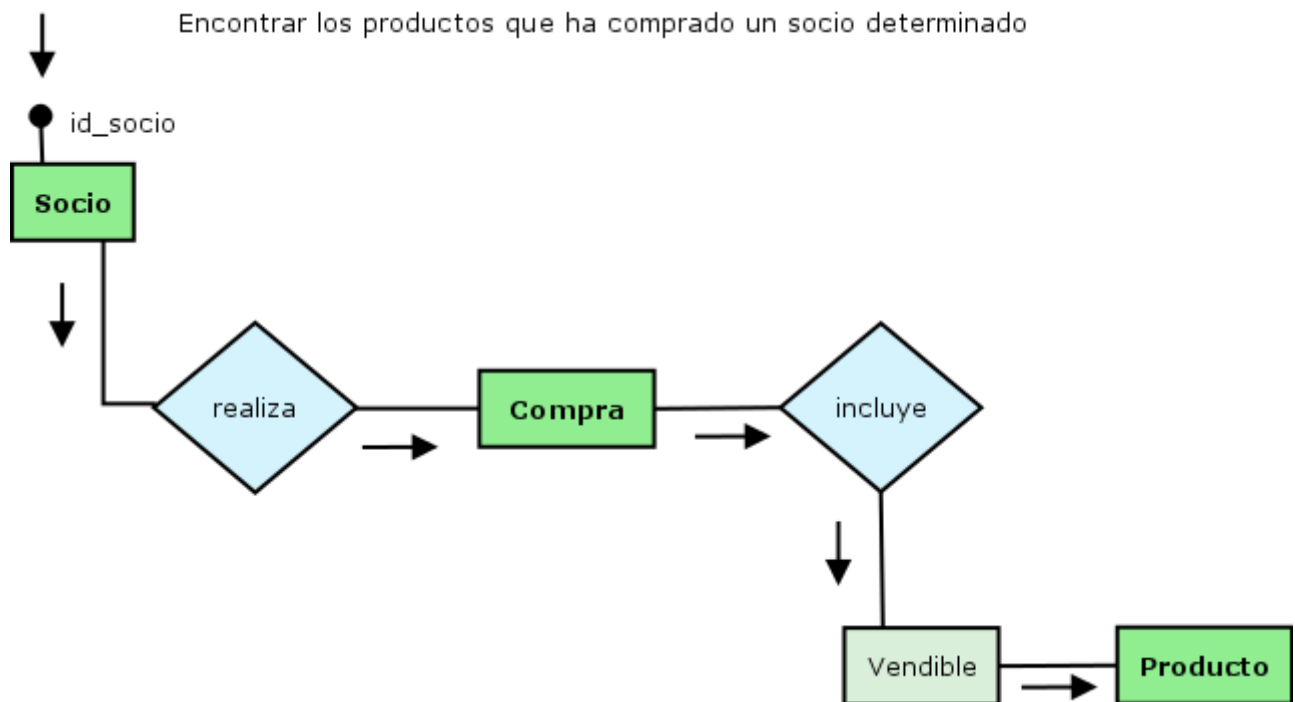 Encontrar los productos que ha comprado un socio determinado
id_socio
Socio
realiza
Compra
incluye
Vendible
Producto